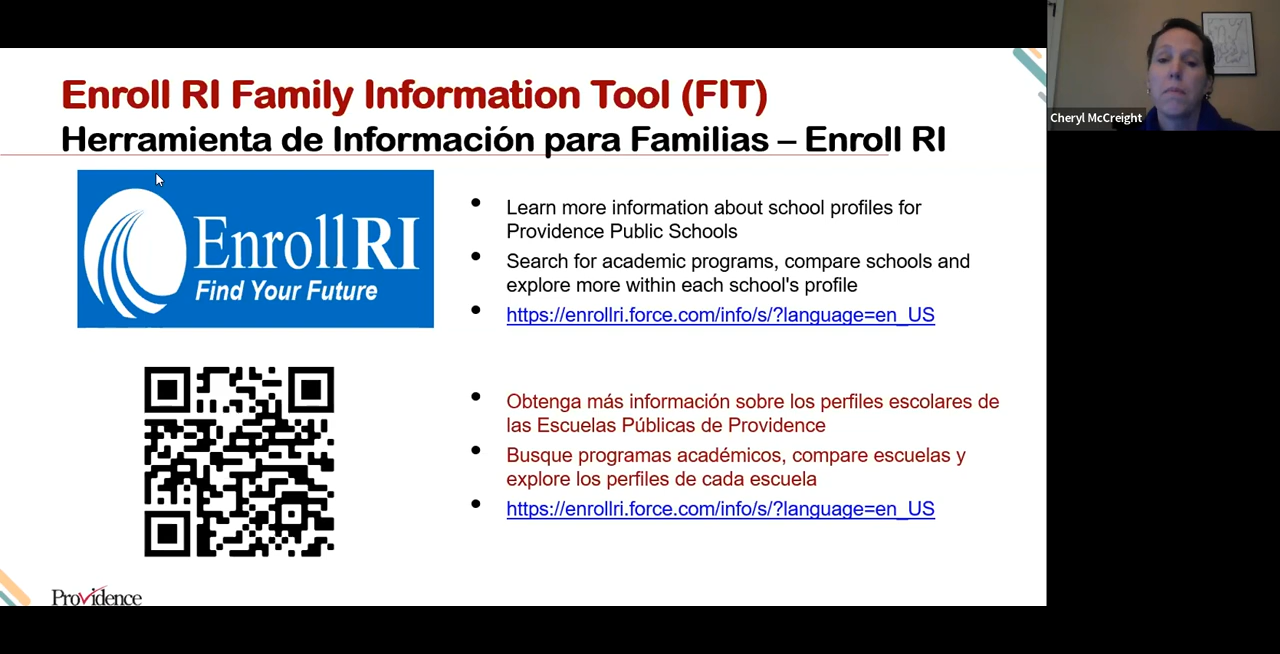 Enroll RI Family Information Tool (FIT)
Herramienta de Información para Familias – Enroll RI
EnrollRI
Find Your Future
• Learn more information about school profiles for
Providence Public Schools
• Search for academic programs, compare schools and
explore more within each school's profile
• https://enrollri.force.com/info/s/?language=en_US
• Obtenga más información sobre los perfiles escolares de
las Escuelas Públicas de Providence
• Busque programas académicos, compare escuelas y
explore los perfiles de cada escuela
• https://enrollri.force.com/info/s/?language=en_US
Providence
Cheryl McCreight